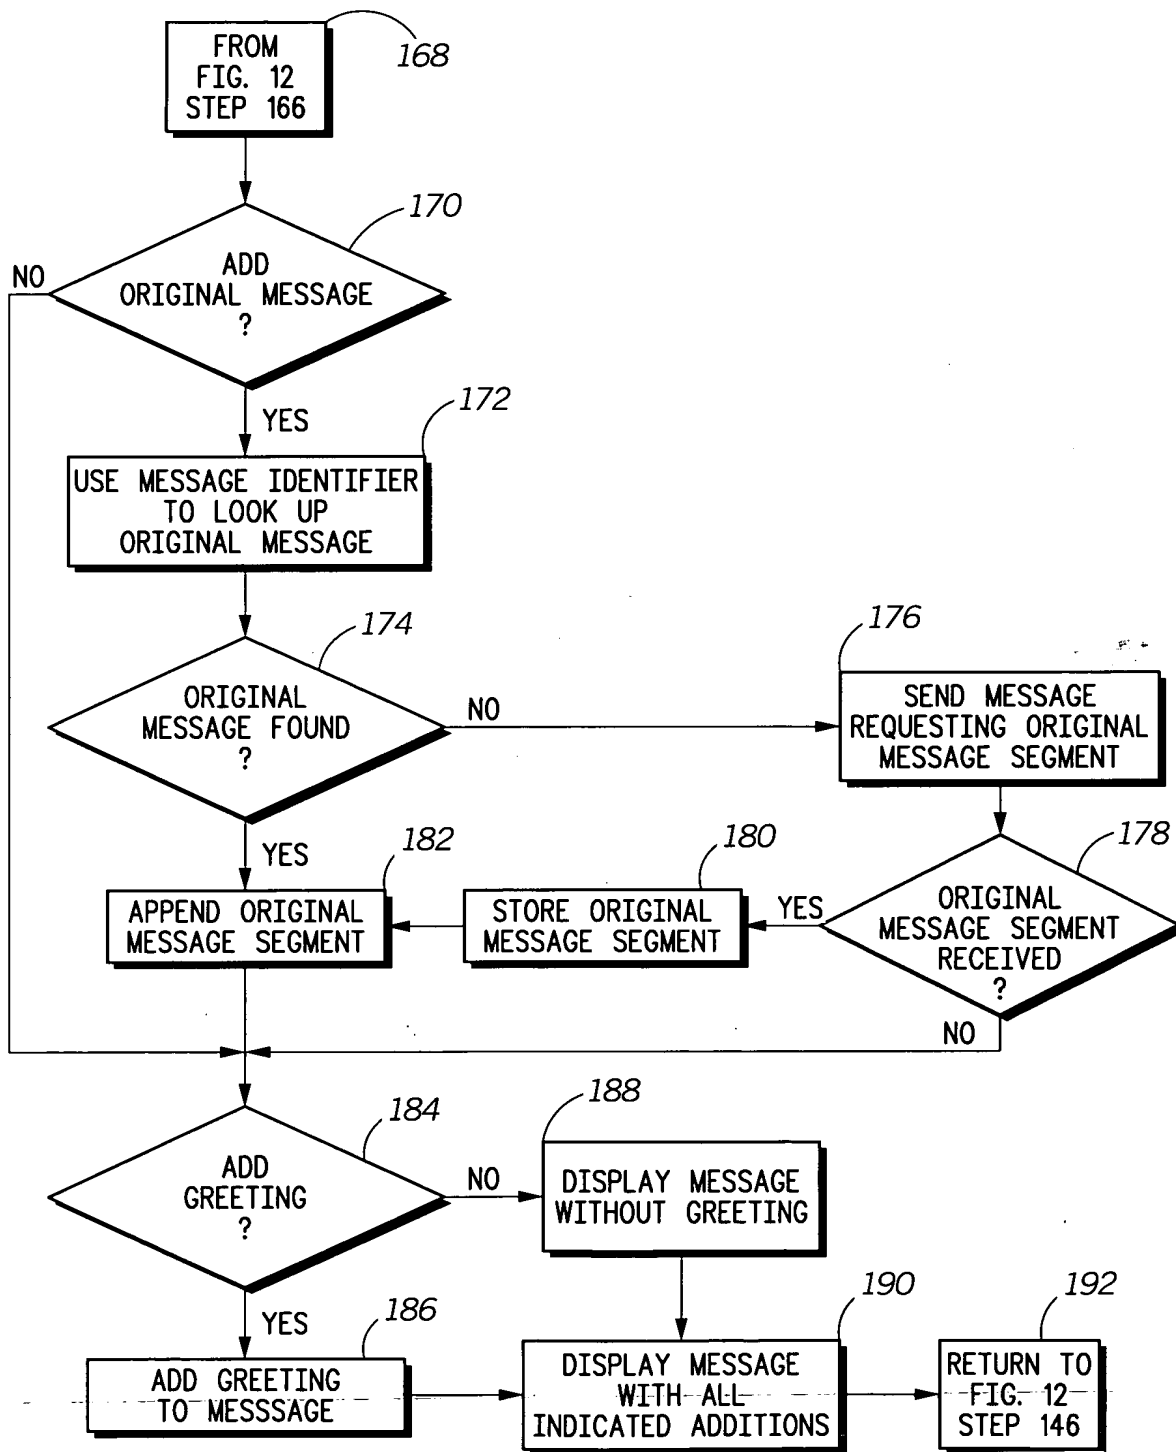 FROM
FIG. 12
STEP 166
168
170
ADD
ORIGINAL MESSAGE
?
NO
YES
172
USE MESSAGE IDENTIFIER
TO LOOK UP
ORIGINAL MESSAGE
174
ORIGINAL
MESSAGE FOUND
?
NO
176
SEND MESSAGE
REQUESTING ORIGINAL
MESSAGE SEGMENT
YES
182
APPEND ORIGINAL
MESSAGE SEGMENT
180
STORE ORIGINAL
MESSAGE SEGMENT
YES
178
ORIGINAL
MESSAGE SEGMENT
RECEIVED
?
NO
184
ADD
GREETING
?
NO
188
DISPLAY MESSAGE
WITHOUT GREETING
YES
186
ADD GREETING
TO MESSSAGE
190
DISPLAY MESSAGE
WITH ALL
INDICATED ADDITIONS
192
RETURN TO
FIG. 12
STEP 146